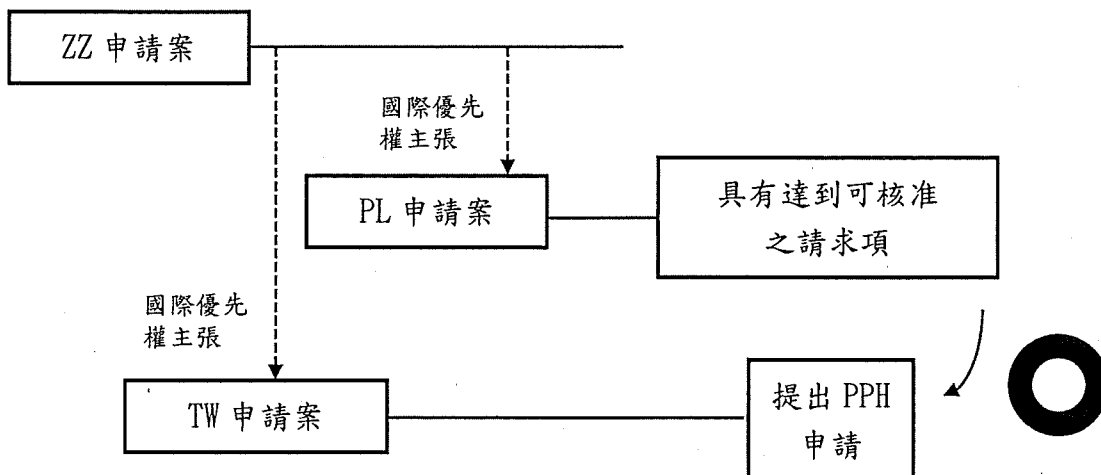 ZZ 申請案
國際優先
權主張
PL 申請案
具有達到可核准
之請求項
國際優先
權主張
TW 申請案
提出 PPH
申請